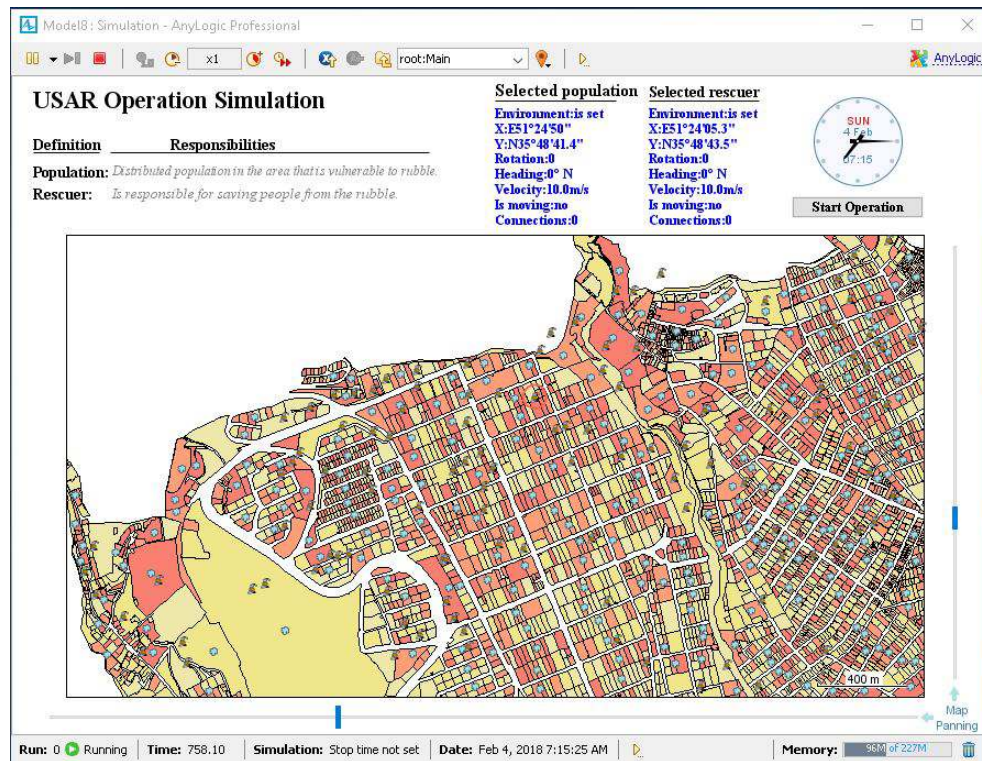 Model8 : Simulation - AnyLogic Professional
x1
root:Main
AnyLogic
USAR Operation Simulation
Definition Responsibilities
Population: Distributed population in the area that is vulnerable to rubble.
Rescuer: Is responsible for saving people from the rubble.
Selected population
Environment:is set
X:E51°24'50"
Y:N35°48'41.4"
Rotation:0
Heading:0° N
Velocity:10.0m/s
Is moving:no
Connections:0
Selected rescuer
Environment:is set
X:E51°24'05.3"
Y:N35°48'43.5"
Rotation:0
Heading:0° N
Velocity:10.0m/s
Is moving:no
Connections:0
SUN
4 Feb
07:15
Start Operation
400 m
Map
Panning
Run: 0 Running Time: 758.10 Simulation: Stop time not set Date: Feb 4, 2018 7:15:25 AM Memory: 96M of 227M